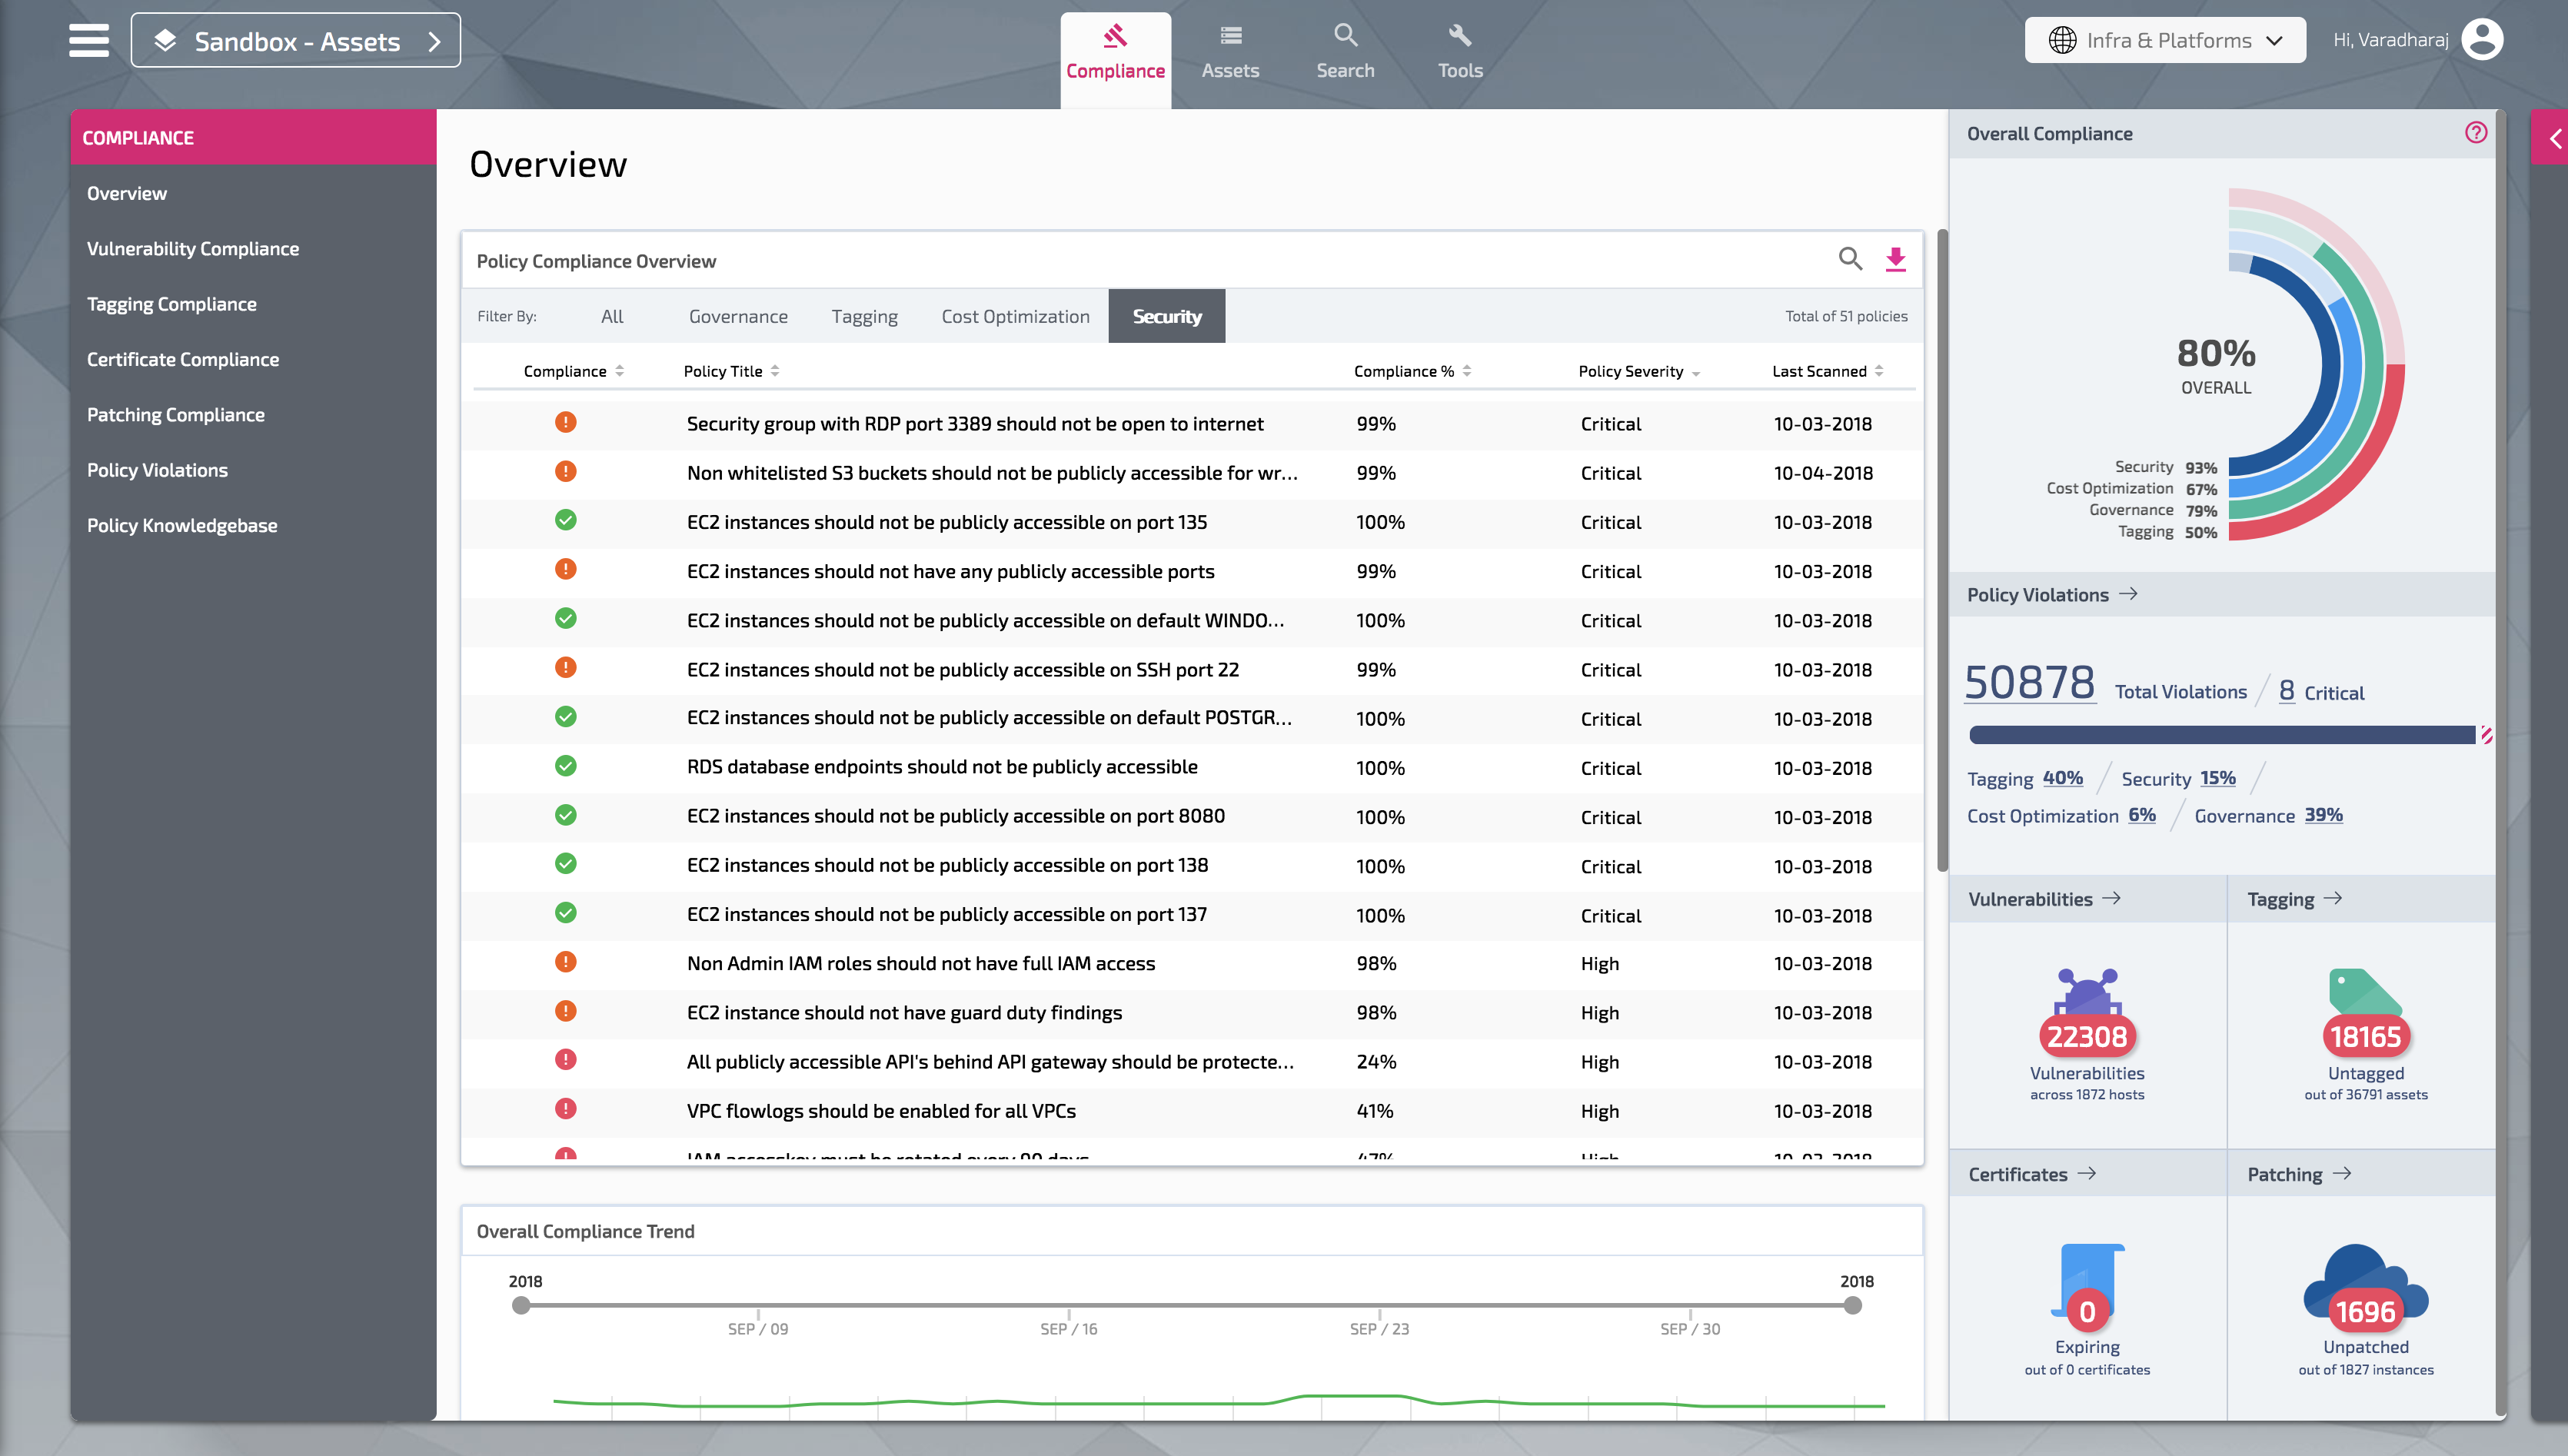 Sandbox - Assets
Compliance
Assets
Search
Tools
Infra & Platforms
Hi, Varadharaj
COMPLIANCE
Overview
Vulnerability Compliance
Tagging Compliance
Certificate Compliance
Patching Compliance
Policy Violations
Policy Knowledgebase
Overview
Policy Compliance Overview
Filter By: All Governance Tagging Cost Optimization Security Total of 51 policies
Compliance Policy Title Compliance % Policy Severity Last Scanned
Security group with RDP port 3389 should not be open to internet 99% Critical 10-03-2018
Non whitelisted S3 buckets should not be publicly accessible for wr... 99% Critical 10-04-2018
EC2 instances should not be publicly accessible on port 135 100% Critical 10-03-2018
EC2 instances should not have any publicly accessible ports 99% Critical 10-03-2018
EC2 instances should not be publicly accessible on default WINDO... 100% Critical 10-03-2018
EC2 instances should not be publicly accessible on SSH port 22 99% Critical 10-03-2018
EC2 instances should not be publicly accessible on default POSTGR... 100% Critical 10-03-2018
RDS database endpoints should not be publicly accessible 100% Critical 10-03-2018
EC2 instances should not be publicly accessible on port 8080 100% Critical 10-03-2018
EC2 instances should not be publicly accessible on port 138 100% Critical 10-03-2018
EC2 instances should not be publicly accessible on port 137 100% Critical 10-03-2018
Non Admin IAM roles should not have full IAM access 98% High 10-03-2018
EC2 instance should not have guard duty findings 98% High 10-03-2018
All publicly accessible API's behind API gateway should be protecte... 24% High 10-03-2018
VPC flowlogs should be enabled for all VPCs 41% High 10-03-2018
IAM accesskey must be rotated every 90 days 47% High 10-03-2018
Overall Compliance Trend
2018 2018
SEP / 09 SEP / 16 SEP / 23 SEP / 30
Overall Compliance
80%
OVERALL
Security 93%
Cost Optimization 67%
Governance 79%
Tagging 50%
Policy Violations
50878 Total Violations / 8 Critical
Tagging 40% / Security 15% /
Cost Optimization 6% / Governance 39%
Vulnerabilities
22308
Vulnerabilities
across 1872 hosts
Tagging
18165
Untagged
out of 36791 assets
Certificates
0
Expiring
out of 0 certificates
Patching
1696
Unpatched
out of 1827 instances